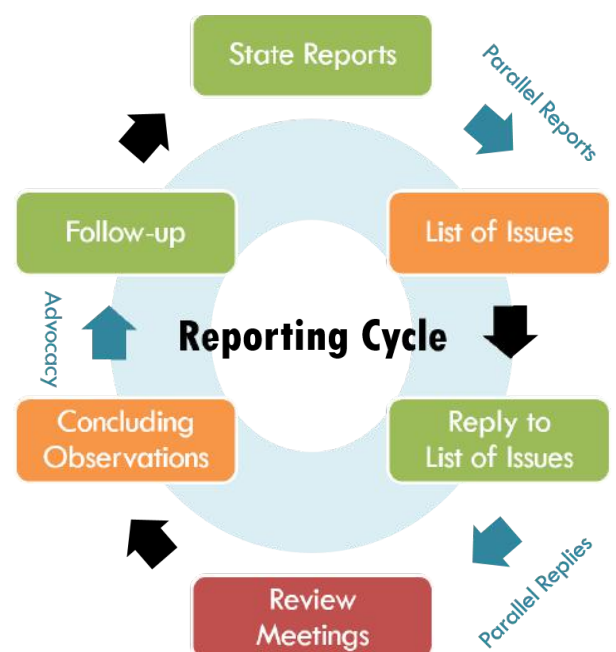 State Reports
Parallel Reports
Follow-up
List of Issues
Advocacy
Reporting Cycle
Concluding
Observations
Reply to
List of Issues
Parallel Replies
Review
Meetings